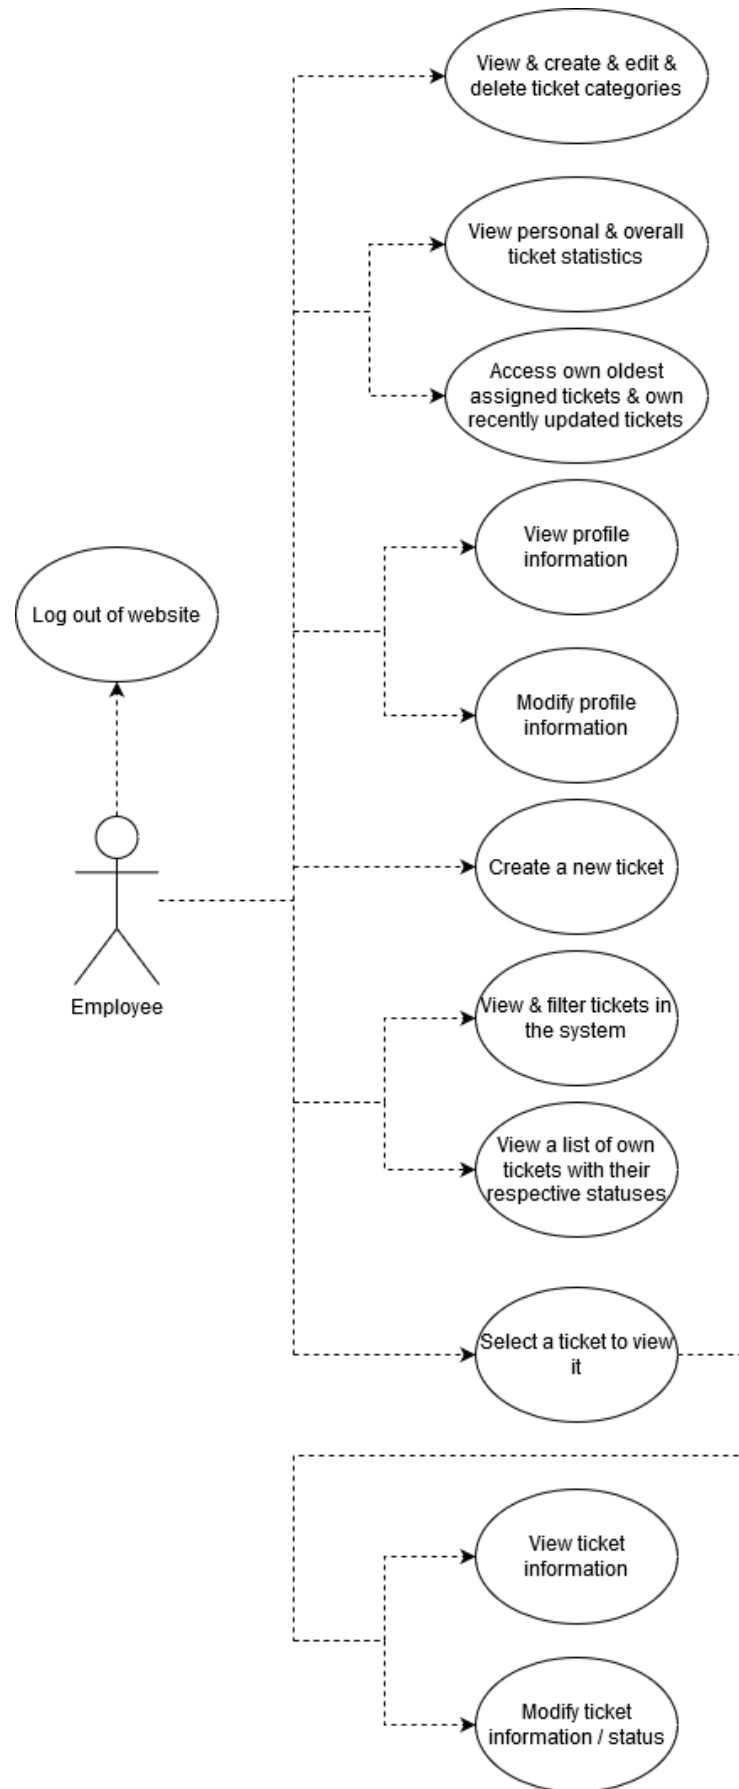 View & create & edit &
delete ticket categories
View personal & overall
ticket statistics
Access own oldest
assigned tickets & own
recently updated tickets
View profile
information
Log out of website
Modify profile
information
Create a new ticket
Employee
View & filter tickets in
the system
View a list of own
tickets with their
respective statuses
Select a ticket to view
it
View ticket
information
Modify ticket
information / status